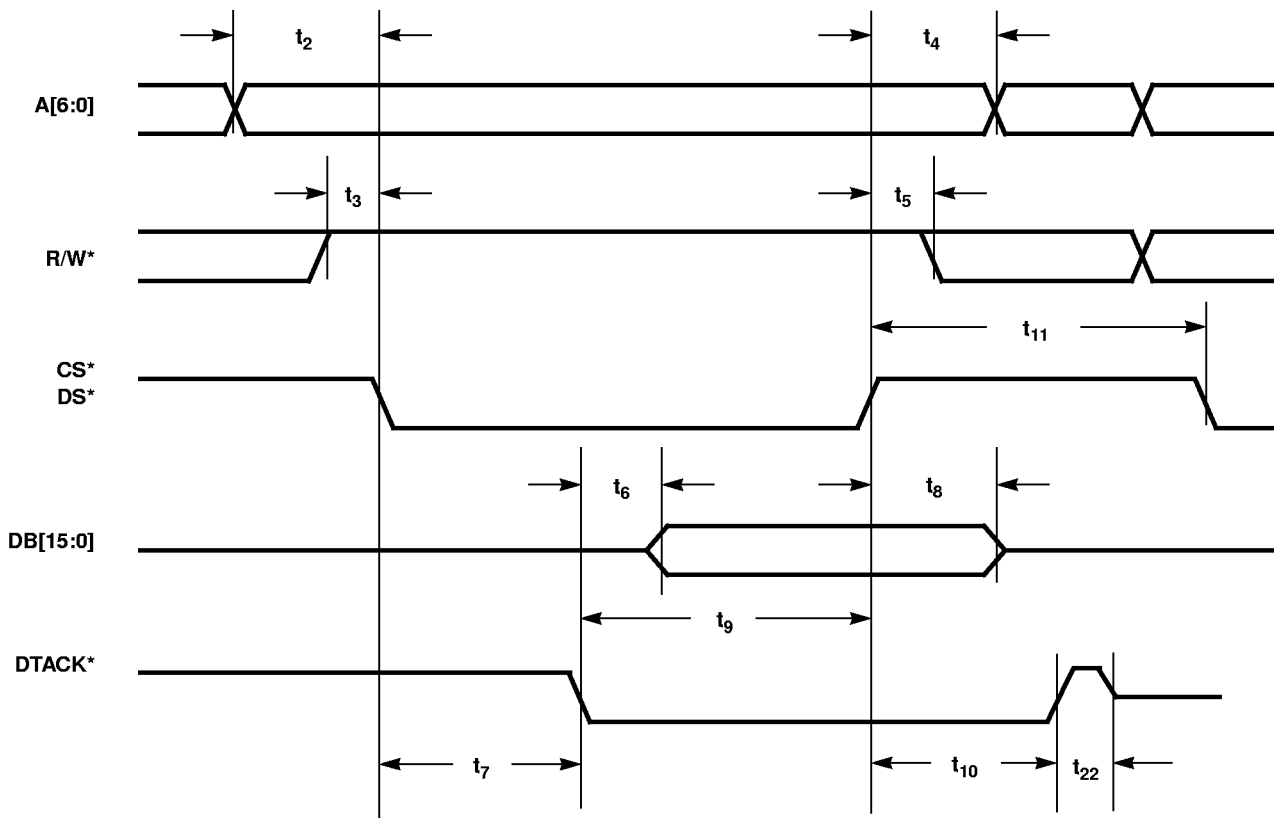 t2
t4
A[6:0]
t3
t5
R/W*
t11
CS*
DS*
t6
t8
DB[15:0]
t9
DTACK*
t7
t10
t22